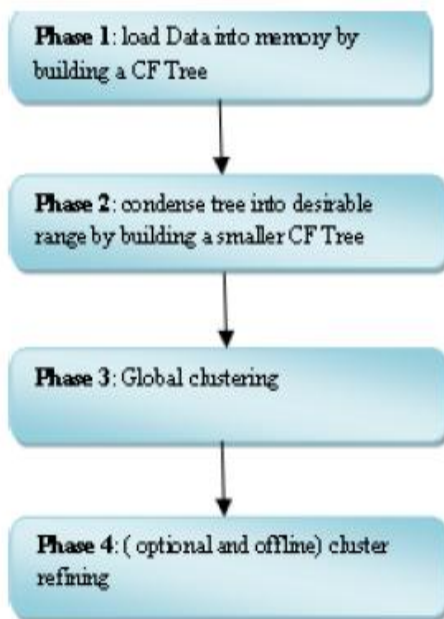 Phase 1: load Data into memory by
building a CF Tree
Phase 2: condense tree into desirable
range by building a smaller CF Tree
Phase 3: Global clustering
Phase 4: ( optional and offline) cluster
refining